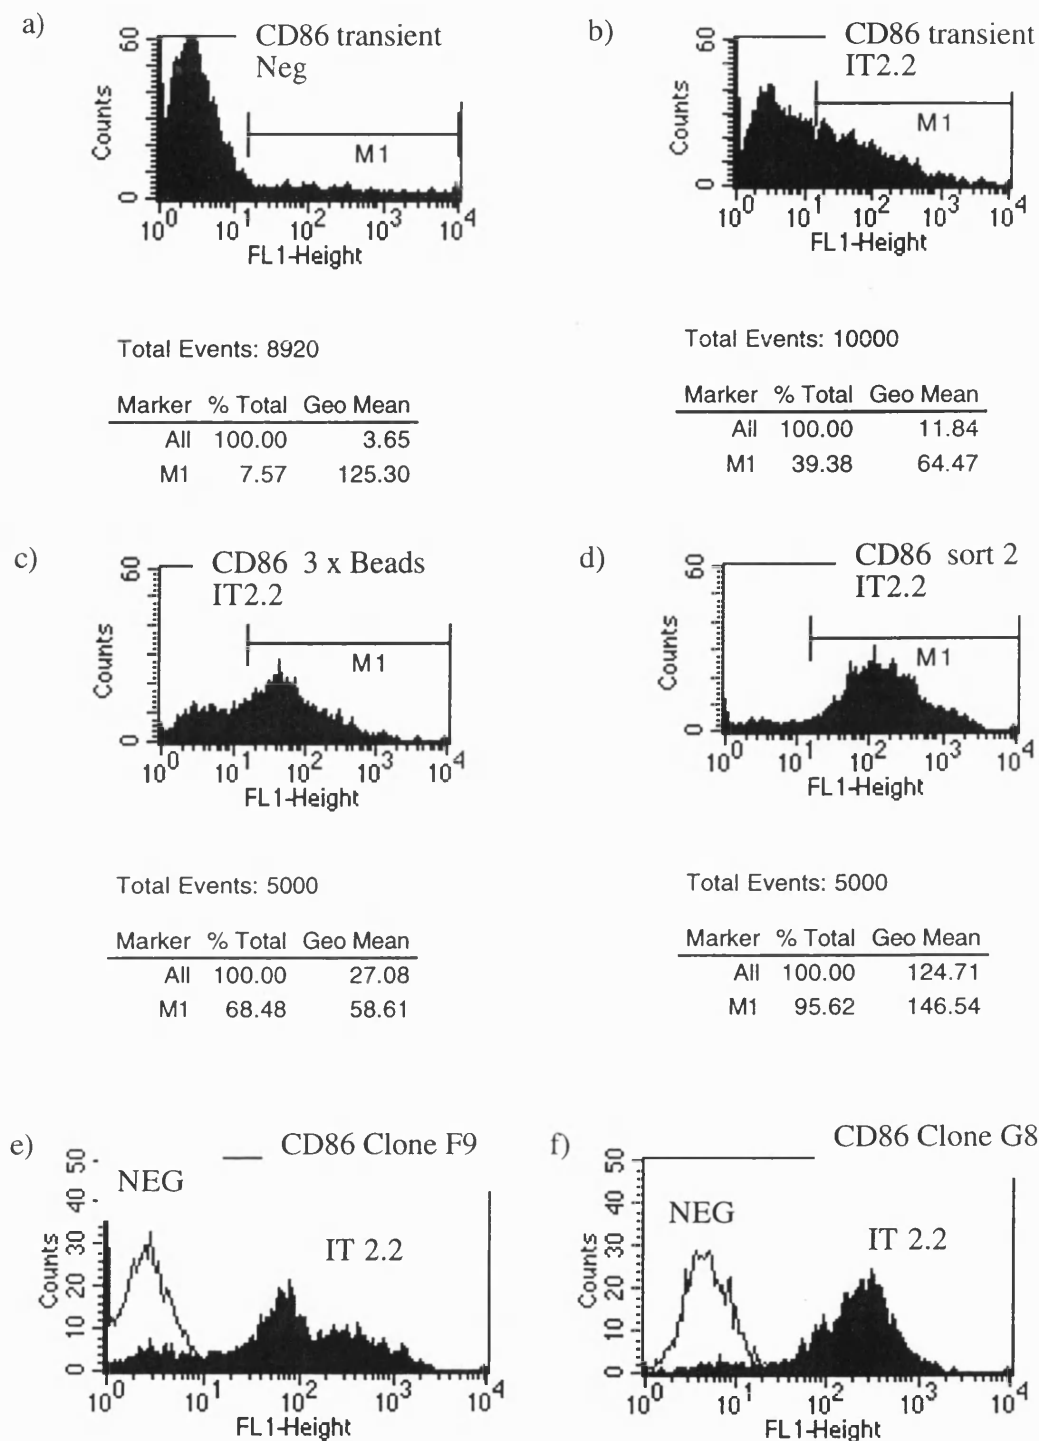 a)
CD86 transient
Neg
60
Counts
0
M1
10^0 10^1 10^2 10^3 10^4
FL1-Height
Total Events: 8920
Marker % Total Geo Mean
All 100.00 3.65
M1 7.57 125.30
b)
CD86 transient
IT2.2
60
Counts
0
M1
10^0 10^1 10^2 10^3 10^4
FL1-Height
Total Events: 10000
Marker % Total Geo Mean
All 100.00 11.84
M1 39.38 64.47
c)
CD86 3 x Beads
IT2.2
60
Counts
0
M1
10^0 10^1 10^2 10^3 10^4
FL1-Height
Total Events: 5000
Marker % Total Geo Mean
All 100.00 27.08
M1 68.48 58.61
d)
CD86 sort 2
IT2.2
60
Counts
0
M1
10^0 10^1 10^2 10^3 10^4
FL1-Height
Total Events: 5000
Marker % Total Geo Mean
All 100.00 124.71
M1 95.62 146.54
e)
CD86 Clone F9
NEG
IT 2.2
50
40
30
20
10
0
Counts
10^0 10^1 10^2 10^3 10^4
FL1-Height
f)
CD86 Clone G8
NEG
IT 2.2
50
40
30
20
10
0
Counts
10^0 10^1 10^2 10^3 10^4
FL1-Height